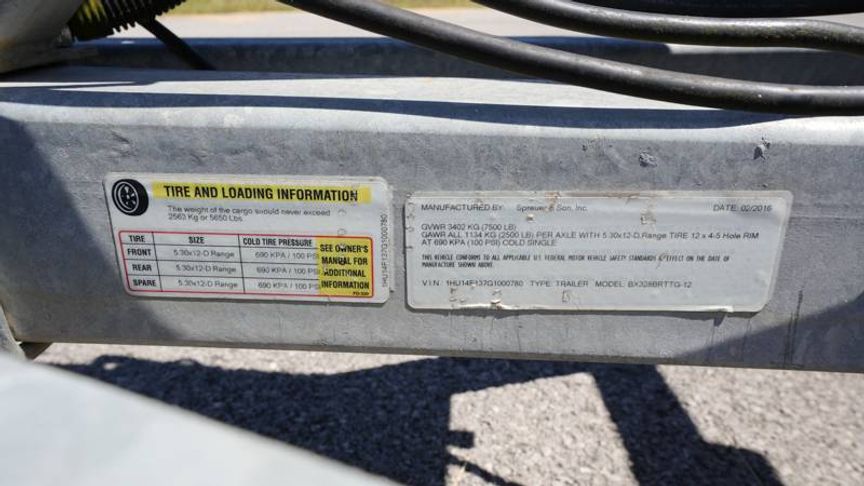 TIRE AND LOADING INFORMATION
The weight of the cargo should never exceed
2563 Kg or 5650 Lbs.
TIRE SIZE COLD TIRE PRESSURE
FRONT 5.30x12-D Range 690 KPA / 100 PSI
REAR 5.30x12-D Range 690 KPA / 100 PSI
SPARE 5.30x12-D Range 690 KPA / 100 PSI
SEE OWNER'S
MANUAL FOR
ADDITIONAL
INFORMATION
1HU14F137G1000780
MANUFACTURED BY: Spreuer & Son, Inc. DATE: 02/2016
GVWR 3402 KG (7500 LB)
GAWR ALL 1134 KG (2500 LB) PER AXLE WITH 5.30x12-D,Range TIRE 12 x 4-5 Hole RIM
AT 690 KPA (100 PSI) COLD SINGLE
THIS VEHICLE CONFORMS TO ALL APPLICABLE U.S. FEDERAL MOTOR VEHICLE SAFETY STANDARDS IN EFFECT ON THE DATE OF
MANUFACTURE SHOWN ABOVE.
V.I.N.: 1HU14F137G1000780 TYPE: TRAILER MODEL: BX328BRTTG-12